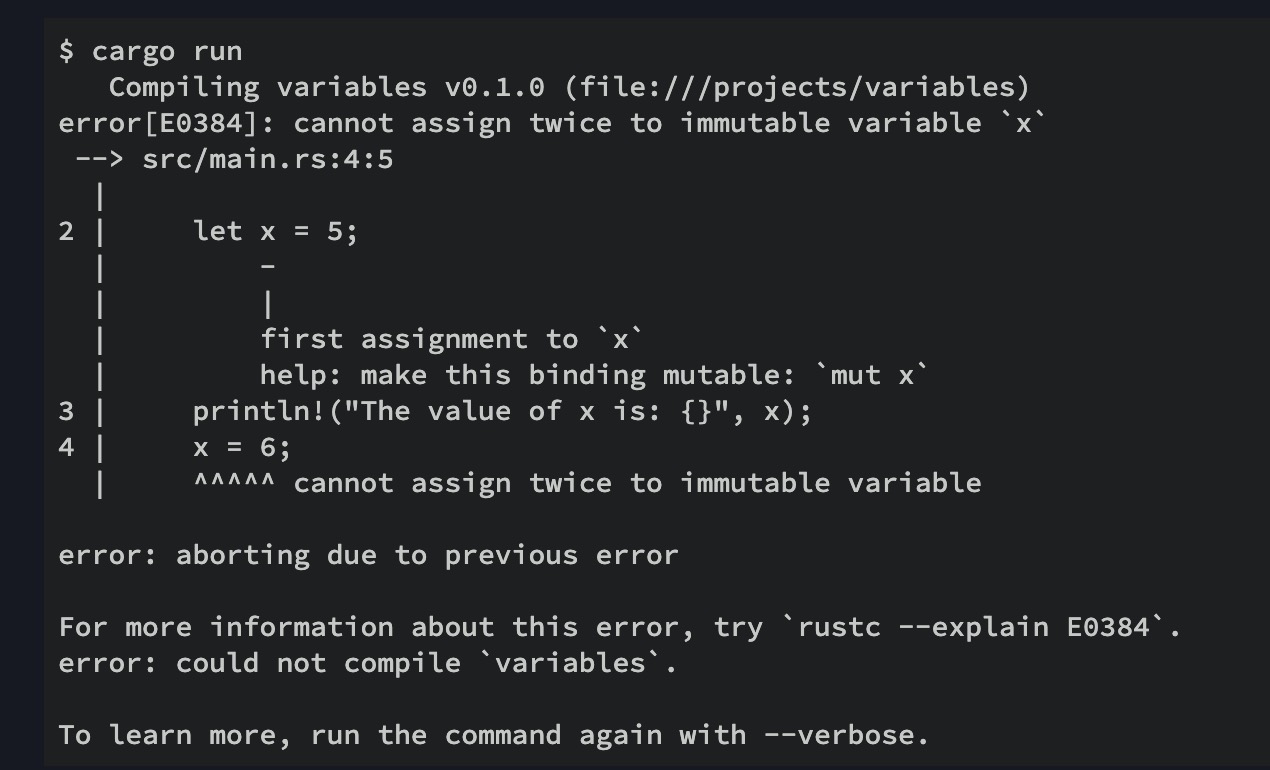 $ cargo run
   Compiling variables v0.1.0 (file:///projects/variables)
error[E0384]: cannot assign twice to immutable variable `x`
 --> src/main.rs:4:5
  |
2 |     let x = 5;
  |         -
  |         |
  |         first assignment to `x`
  |         help: make this binding mutable: `mut x`
3 |     println!("The value of x is: {}", x);
4 |     x = 6;
  |     ^^^^^ cannot assign twice to immutable variable

error: aborting due to previous error

For more information about this error, try `rustc --explain E0384`.
error: could not compile `variables`.

To learn more, run the command again with --verbose.